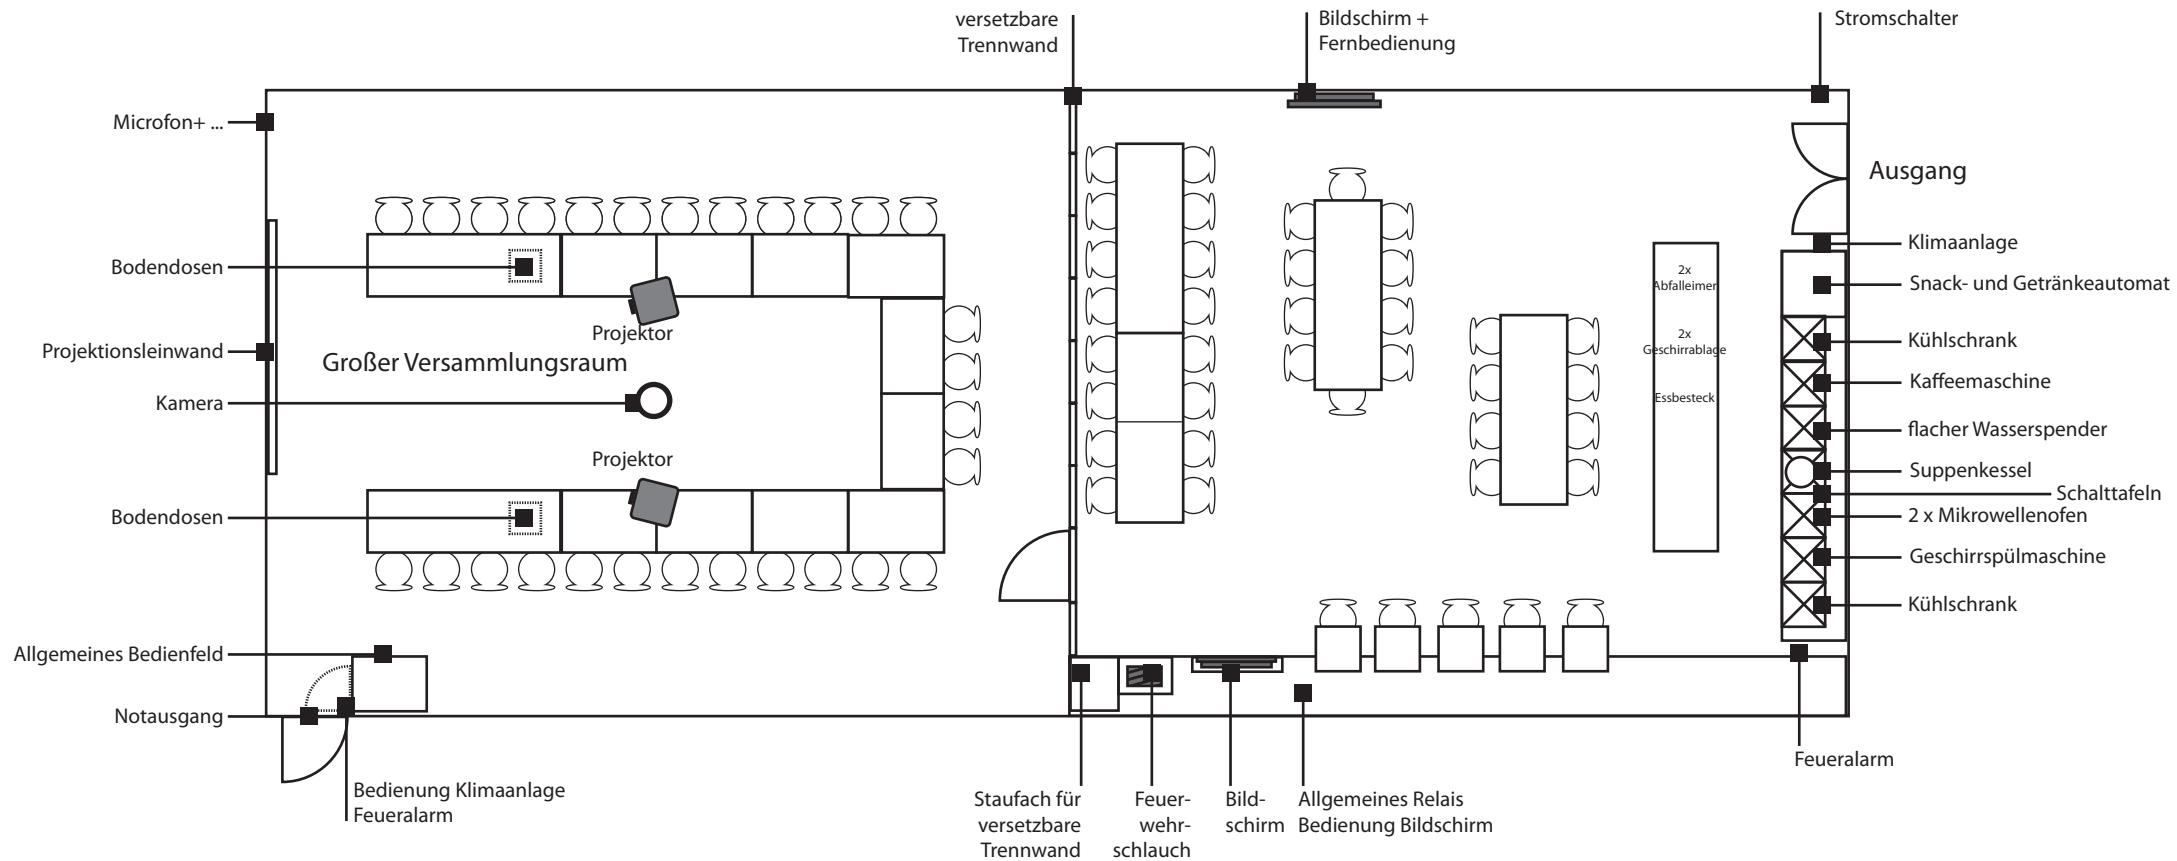 versetzbare
Trennwand
Bildschirm +
Fernbedienung
Stromschalter
Microfon+ ...
Ausgang
Bodendosen
Klimaanlage
Snack- und Getränkeautomat
2x
Abfalleimer
Projektor
2x
Geschirrablage
Kühlschrank
Projektionsleinwand
Großer Versammlungsraum
Kaffeemaschine
Kamera
Essbesteck
flacher Wasserspender
Projektor
Suppenkessel
Schalttafeln
Bodendosen
2 x Mikrowellenofen
Geschirrspülmaschine
Kühlschrank
Allgemeines Bedienfeld
Notausgang
Feueralarm
Bedienung Klimaanlage
Feueralarm
Staufach für
versetzbare
Trennwand
Feuer-
wehr-
schlauch
Bild-
schirm
Allgemeines Relais
Bedienung Bildschirm